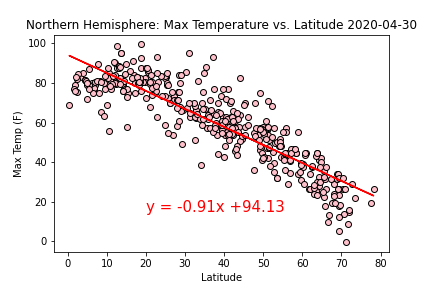 Northern Hemisphere: Max Temperature vs. Latitude 2020-04-30
100
80
60
40
20
0
Max Temp (F)
y = -0.91x +94.13
0 10 20 30 40 50 60 70 80
Latitude